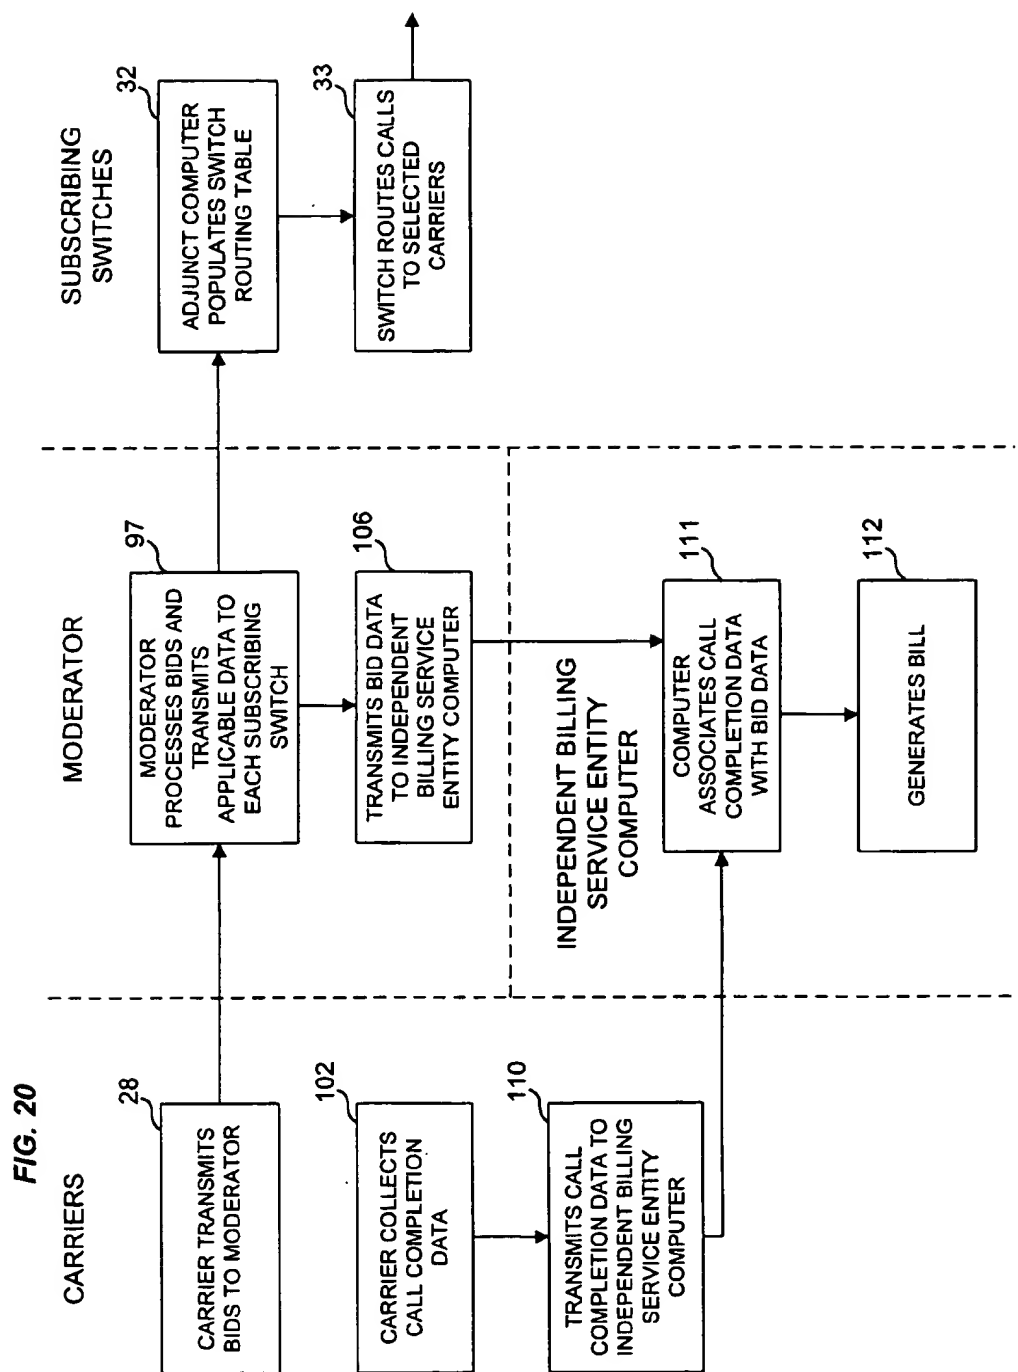 FIG. 20
CARRIERS
28
CARRIER TRANSMITS
BIDS TO MODERATOR
102
CARRIER COLLECTS
CALL COMPLETION
DATA
110
TRANSMITS CALL
COMPLETION DATA TO
INDEPENDENT BILLING
SERVICE ENTITY
COMPUTER
MODERATOR
97
MODERATOR
PROCESSES BIDS AND
TRANSMITS
APPLICABLE DATA TO
EACH SUBSCRIBING
SWITCH
106
TRANSMITS BID DATA
TO INDEPENDENT
BILLING SERVICE
ENTITY COMPUTER
INDEPENDENT BILLING
SERVICE ENTITY
COMPUTER
111
COMPUTER
ASSOCIATES CALL
COMPLETION DATA
WITH BID DATA
112
GENERATES BILL
SUBSCRIBING
SWITCHES
32
ADJUNCT COMPUTER
POPULATES SWITCH
ROUTING TABLE
33
SWITCH ROUTES CALLS
TO SELECTED
CARRIERS